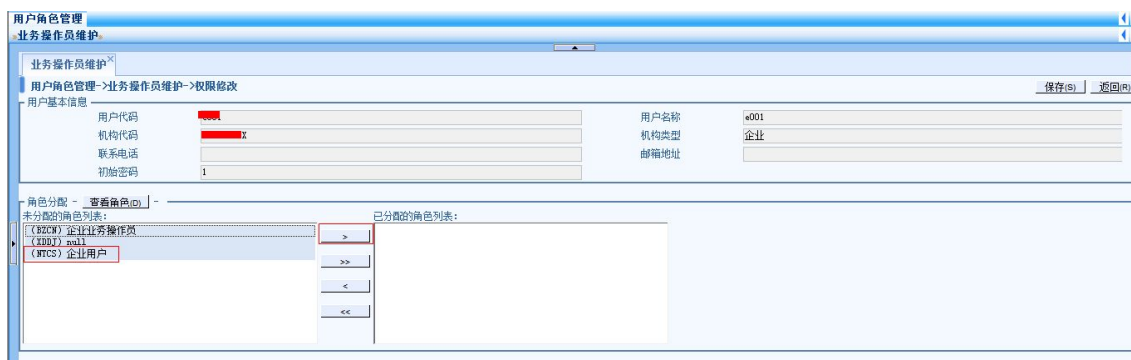 用户角色管理
业务操作员维护
业务操作员维护
用户角色管理->业务操作员维护->权限修改
保存(S) 返回(R)
用户基本信息
用户代码 用户名称 e001
机构代码 X 机构类型 企业
联系电话 邮箱地址
初始密码 1
角色分配 - 查看角色(D) -
未分配的角色列表: 已分配的角色列表:
(BZCN) 企业业务操作员
(XDDJ) null
(NTCS) 企业用户
>
>>
<
<<